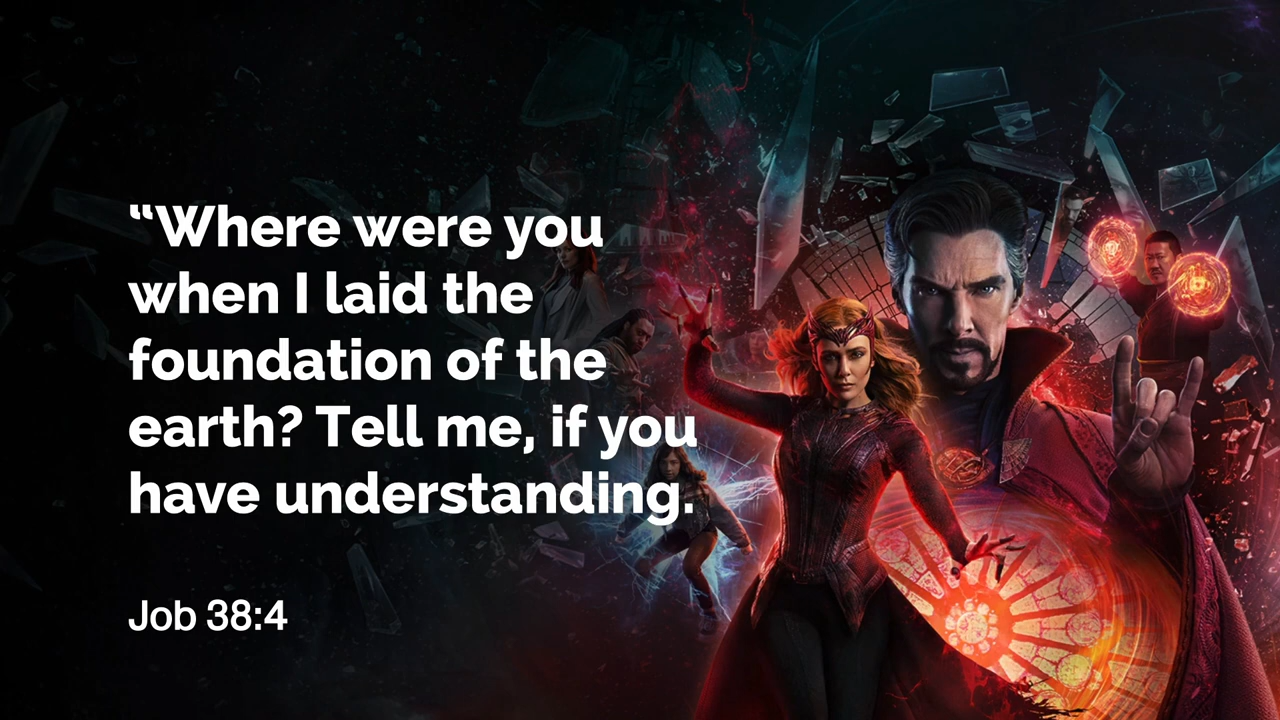 “Where were you
when I laid the
foundation of the
earth? Tell me, if you
have understanding.
Job 38:4